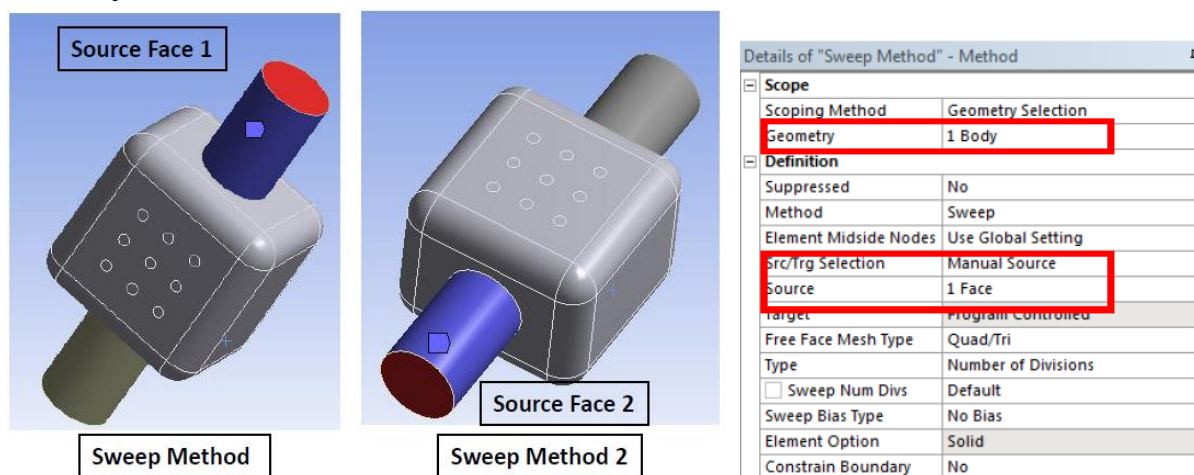 Source Face 1
Source Face 2
Sweep Method
Sweep Method 2
Details of "Sweep Method" - Method
Scope
Scoping Method Geometry Selection
Geometry 1 Body
Definition
Suppressed No
Method Sweep
Element Midside Nodes Use Global Setting
Src/Trg Selection Manual Source
Source 1 Face
Target Program Controlled
Free Face Mesh Type Quad/Tri
Type Number of Divisions
Sweep Num Divs Default
Sweep Bias Type No Bias
Element Option Solid
Constrain Boundary No